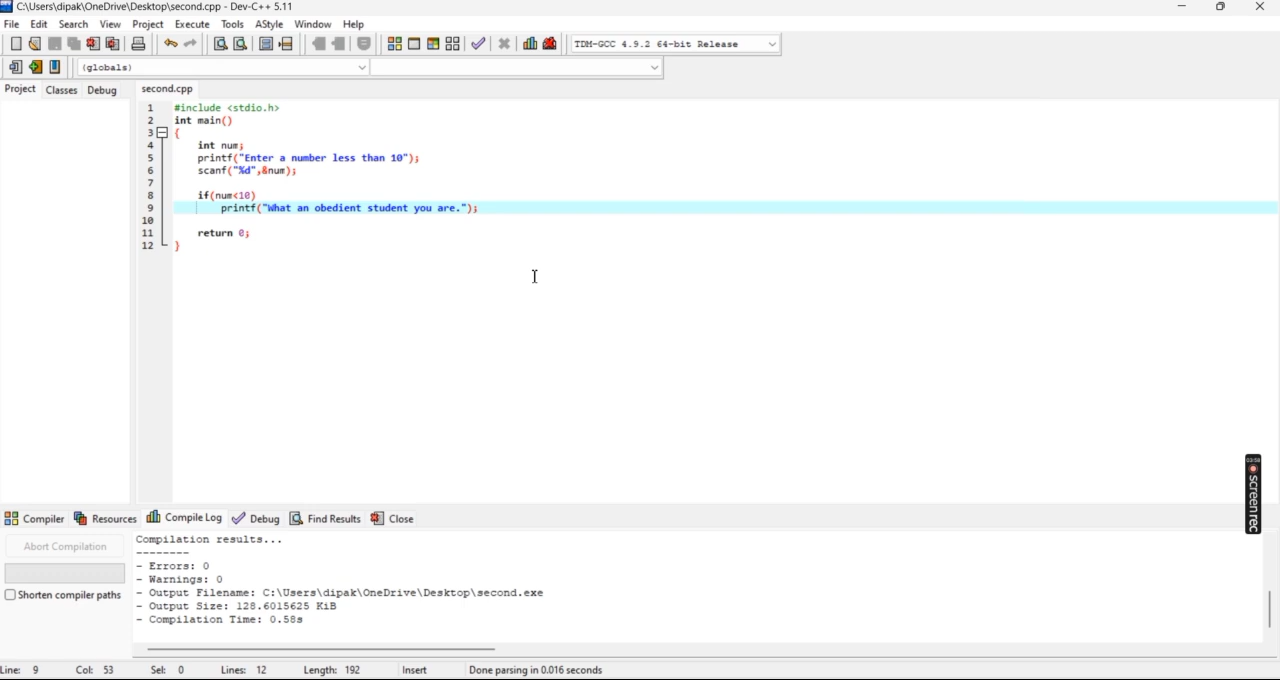 C:\Users\dipak\OneDrive\Desktop\second.cpp - Dev-C++ 5.11
File Edit Search View Project Execute Tools AStyle Window Help
TDM-GCC 4.9.2 64-bit Release
(globals)
Project Classes Debug second.cpp
1 #include <stdio.h>
2 int main()
3 {
4 int num;
5 printf("Enter a number less than 10");
6 scanf("%d",&num);
7
8 if(num<10)
9 printf("What an obedient student you are.");
10
11 return 0;
12 }
03:58
screenrec
Compiler Resources Compile Log Debug Find Results Close
Abort Compilation
Shorten compiler paths
Compilation results...
--------
- Errors: 0
- Warnings: 0
- Output Filename: C:\Users\dipak\OneDrive\Desktop\second.exe
- Output Size: 128.6015625 KiB
- Compilation Time: 0.58s
Line: 9 Col: 53 Sel: 0 Lines: 12 Length: 192 Insert Done parsing in 0.016 seconds